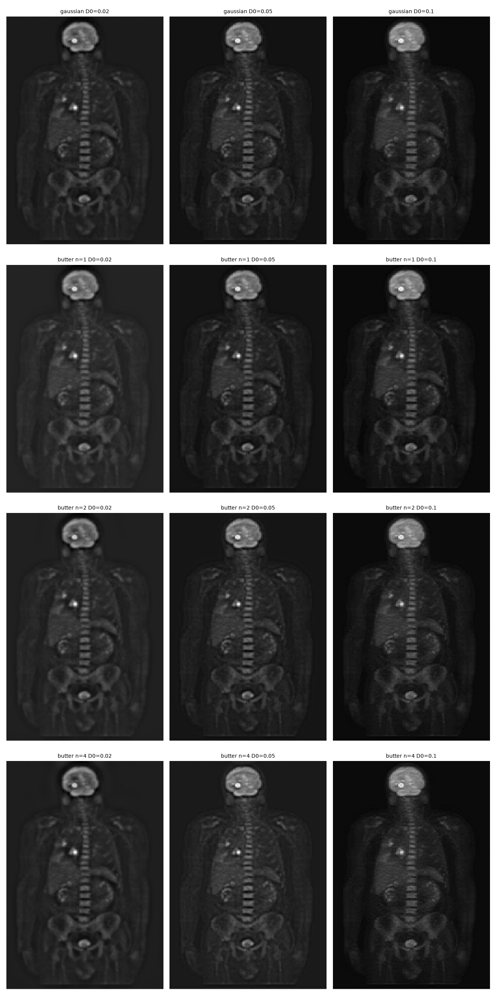 gaussian D0=0.02
gaussian D0=0.05
gaussian D0=0.1
butter n=1 D0=0.02
butter n=1 D0=0.05
butter n=1 D0=0.1
butter n=2 D0=0.02
butter n=2 D0=0.05
butter n=2 D0=0.1
butter n=4 D0=0.02
butter n=4 D0=0.05
butter n=4 D0=0.1